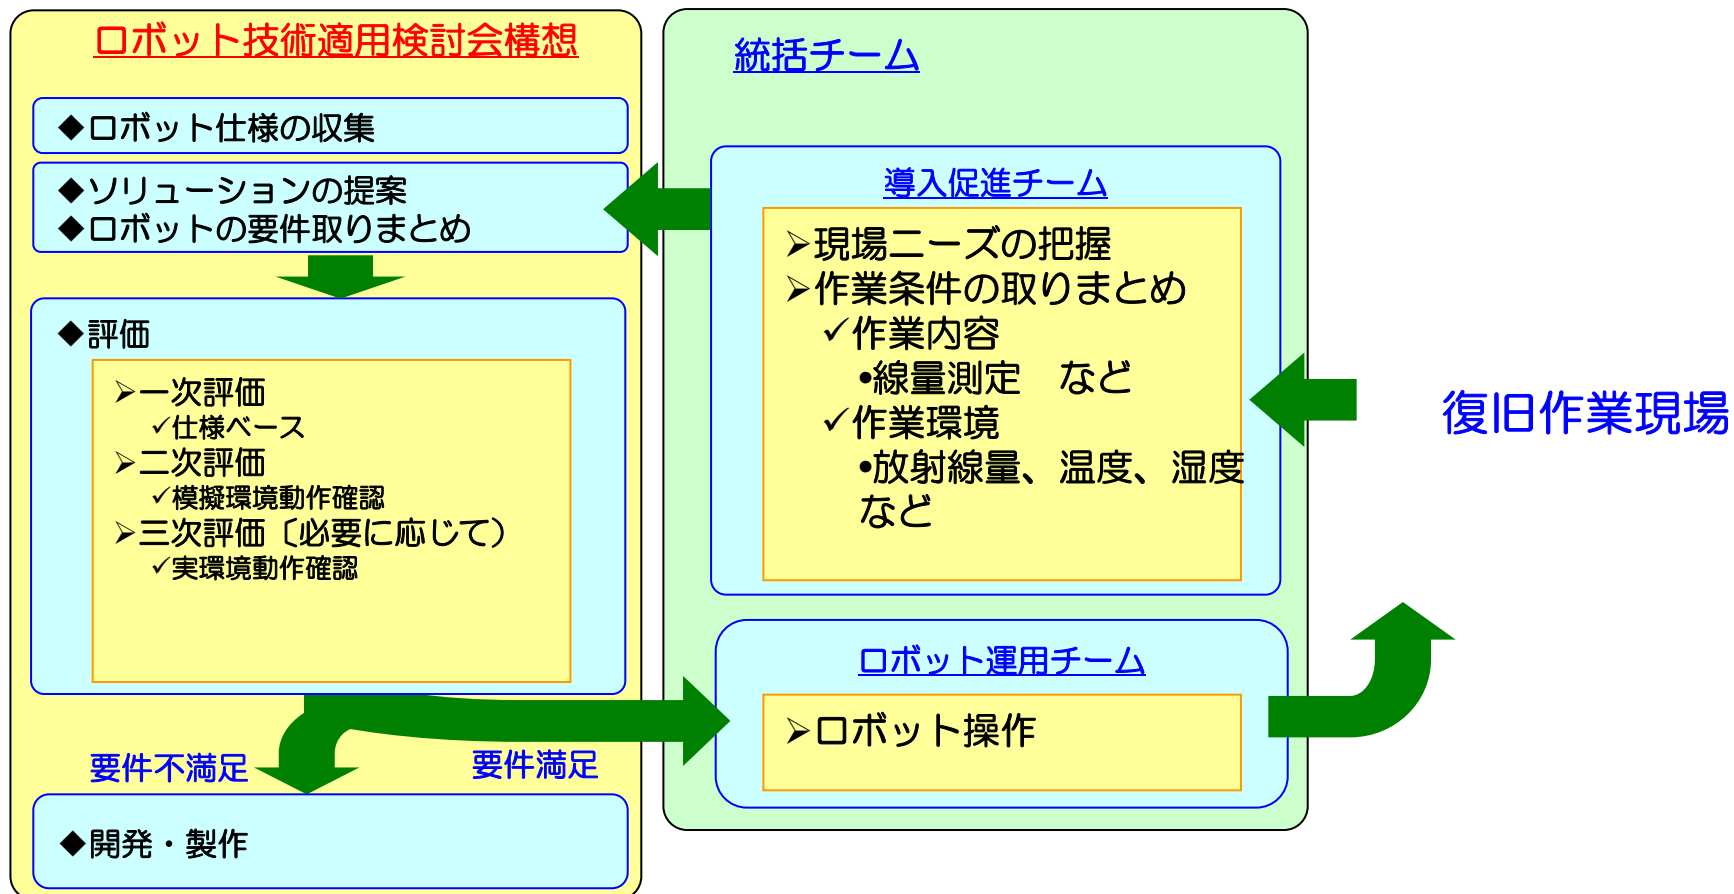 ロボット技術適用検討会構想
◆ロボット仕様の収集
◆ソリューションの提案
◆ロボットの要件取りまとめ
◆評価
➢一次評価
✓仕様ベース
➢二次評価
✓模擬環境動作確認
➢三次評価〔必要に応じて）
✓実環境動作確認
要件不満足
要件満足
◆開発・製作
統括チーム
導入促進チーム
➢現場ニーズの把握
➢作業条件の取りまとめ
✓作業内容
•線量測定　など
✓作業環境
•放射線量、温度、湿度
など
ロボット運用チーム
➢ロボット操作
復旧作業現場